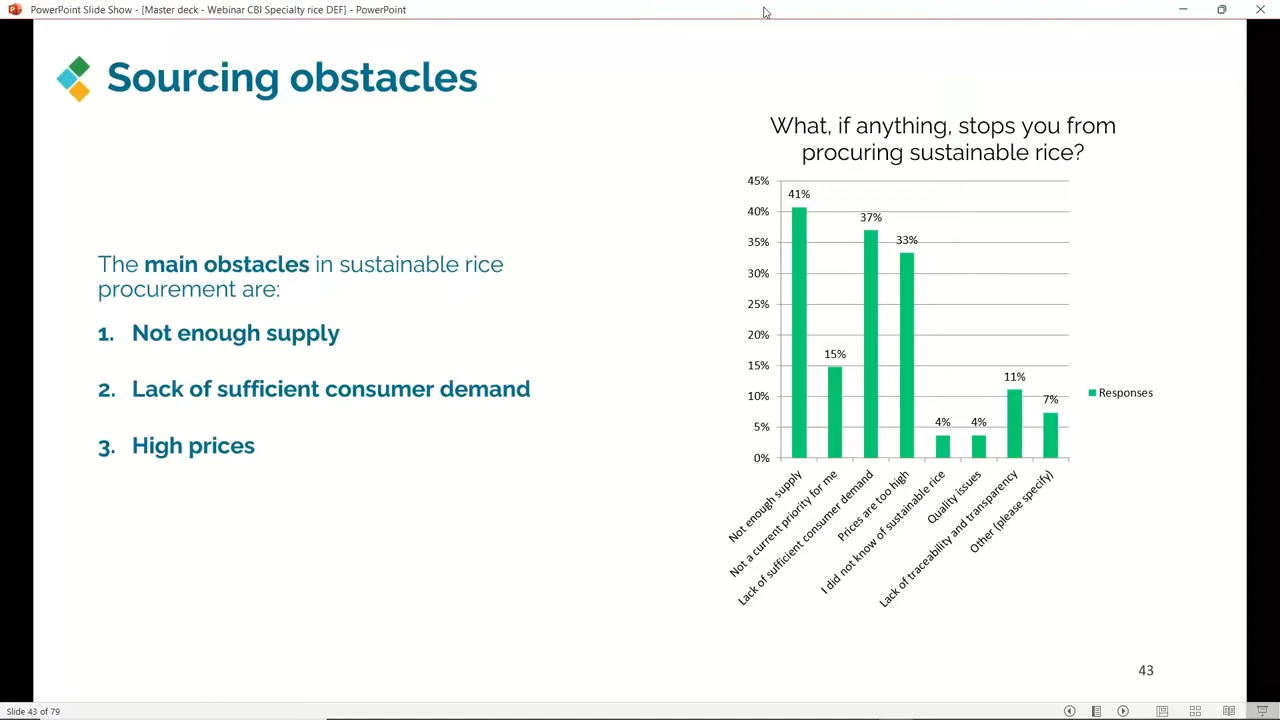 PowerPoint Slide Show - [Master deck - Webinar CBI Specialty rice DEF] - PowerPoint
Sourcing obstacles
The main obstacles in sustainable rice
procurement are:
1. Not enough supply
2. Lack of sufficient consumer demand
3. High prices
What, if anything, stops you from
procuring sustainable rice?
45%
40%
35%
30%
25%
20%
15%
10%
5%
0%
41%
15%
37%
33%
4%
4%
11%
7%
Not enough supply
Not a current priority for me
Lack of sufficient consumer demand
Prices are too high
I did not know of sustainable rice
Quality issues
Lack of traceability and transparency
Other (please specify)
Responses
43
Slide 43 of 79